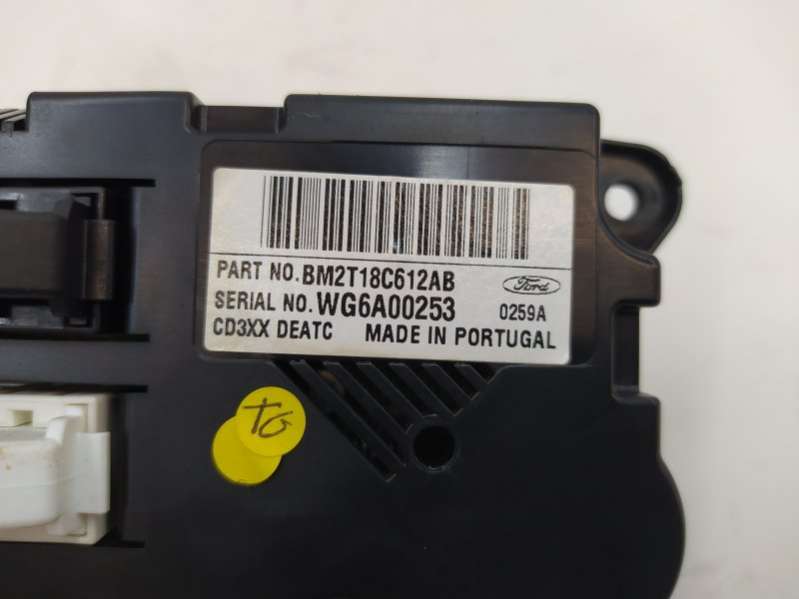 PART NO. BM2T18C612AB
Ford
SERIAL NO. WG6A00253
0259A
CD3XX DEATC MADE IN PORTUGAL
TG